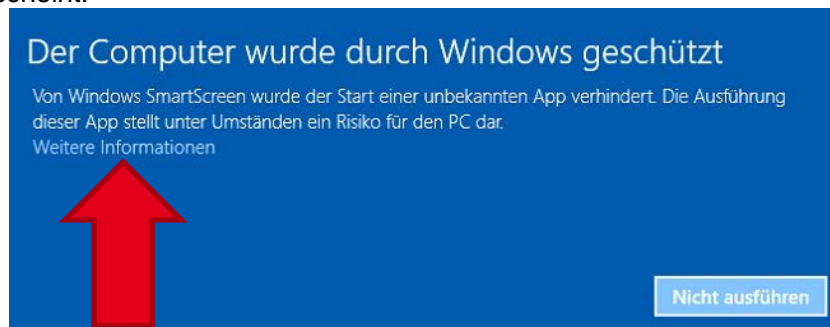 Der Computer wurde durch Windows geschützt
Von Windows SmartScreen wurde der Start einer unbekannten App verhindert. Die Ausführung
dieser App stellt unter Umständen ein Risiko für den PC dar.
Weitere Informationen
Nicht ausführen